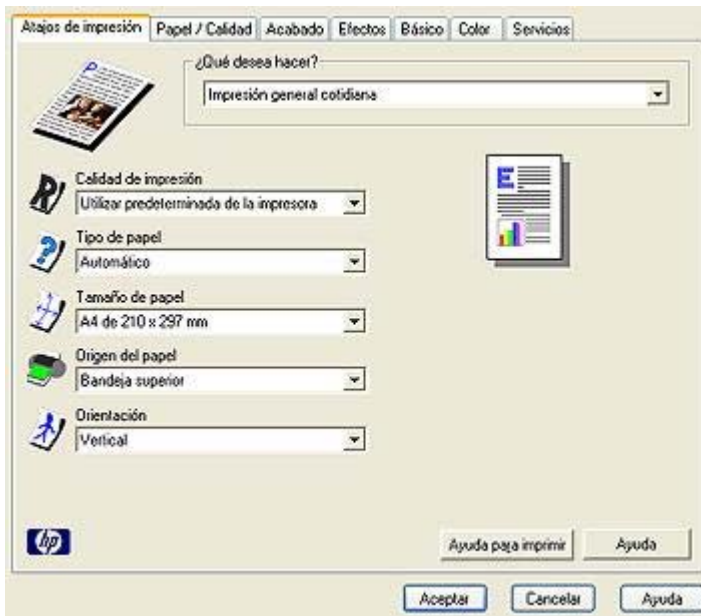 Atajos de impresión Papel / Calidad Acabado Efectos Básico Color Servicios
¿Qué desea hacer?
Impresión general cotidiana
Calidad de impresión
Utilizar predeterminada de la impresora
Tipo de papel
Automático
Tamaño de papel
A4 de 210 x 297 mm
Origen del papel
Bandeja superior
Orientación
Vertical
hp
Ayuda para imprimir Ayuda
Aceptar Cancelar Ayuda